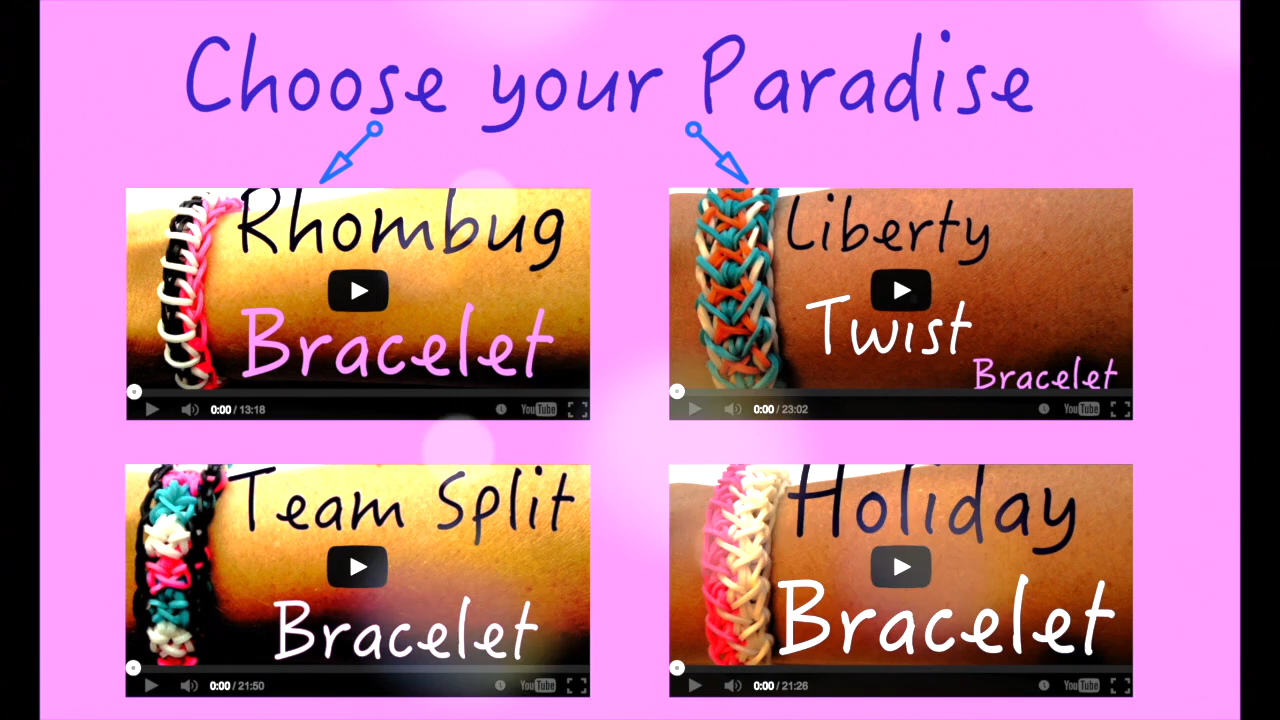 Choose your Paradise
Rhombug
Bracelet
0:00 / 13:18
YouTube
Liberty
Twist
Bracelet
0:00 / 23:02
YouTube
Team Split
Bracelet
0:00 / 21:50
YouTube
Holiday
Bracelet
0:00 / 21:26
YouTube